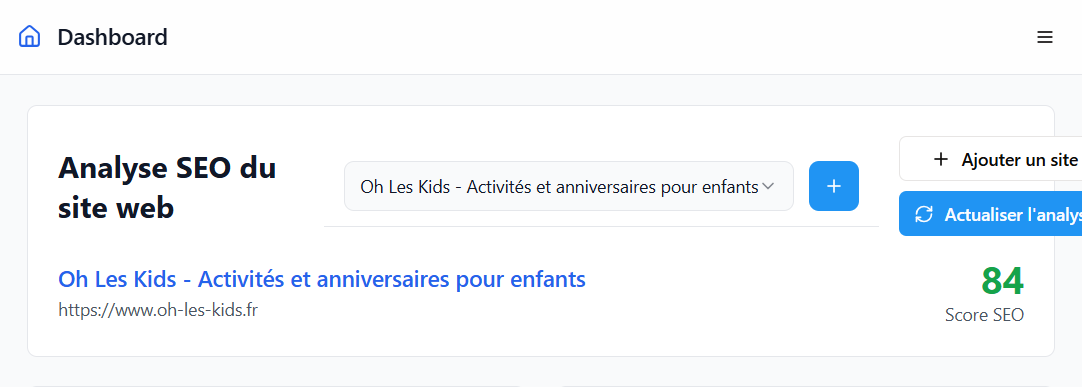 Dashboard
Analyse SEO du
site web
Oh Les Kids - Activités et anniversaires pour enfants
Ajouter un site
Actualiser l'analys
Oh Les Kids - Activités et anniversaires pour enfants
https://www.oh-les-kids.fr
84
Score SEO